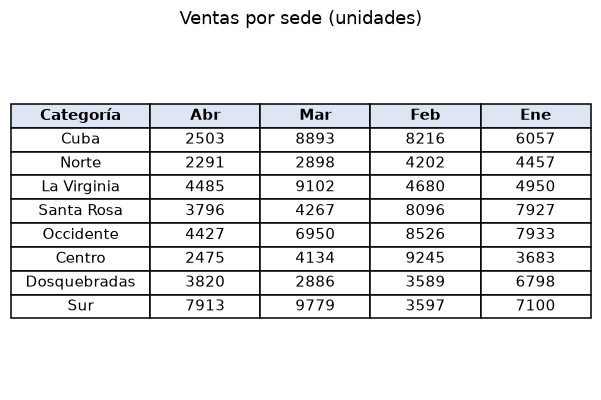 Ventas por sede (unidades)
Categoría Abr Mar Feb Ene
Cuba 2503 8893 8216 6057
Norte 2291 2898 4202 4457
La Virginia 4485 9102 4680 4950
Santa Rosa 3796 4267 8096 7927
Occidente 4427 6950 8526 7933
Centro 2475 4134 9245 3683
Dosquebradas 3820 2886 3589 6798
Sur 7913 9779 3597 7100